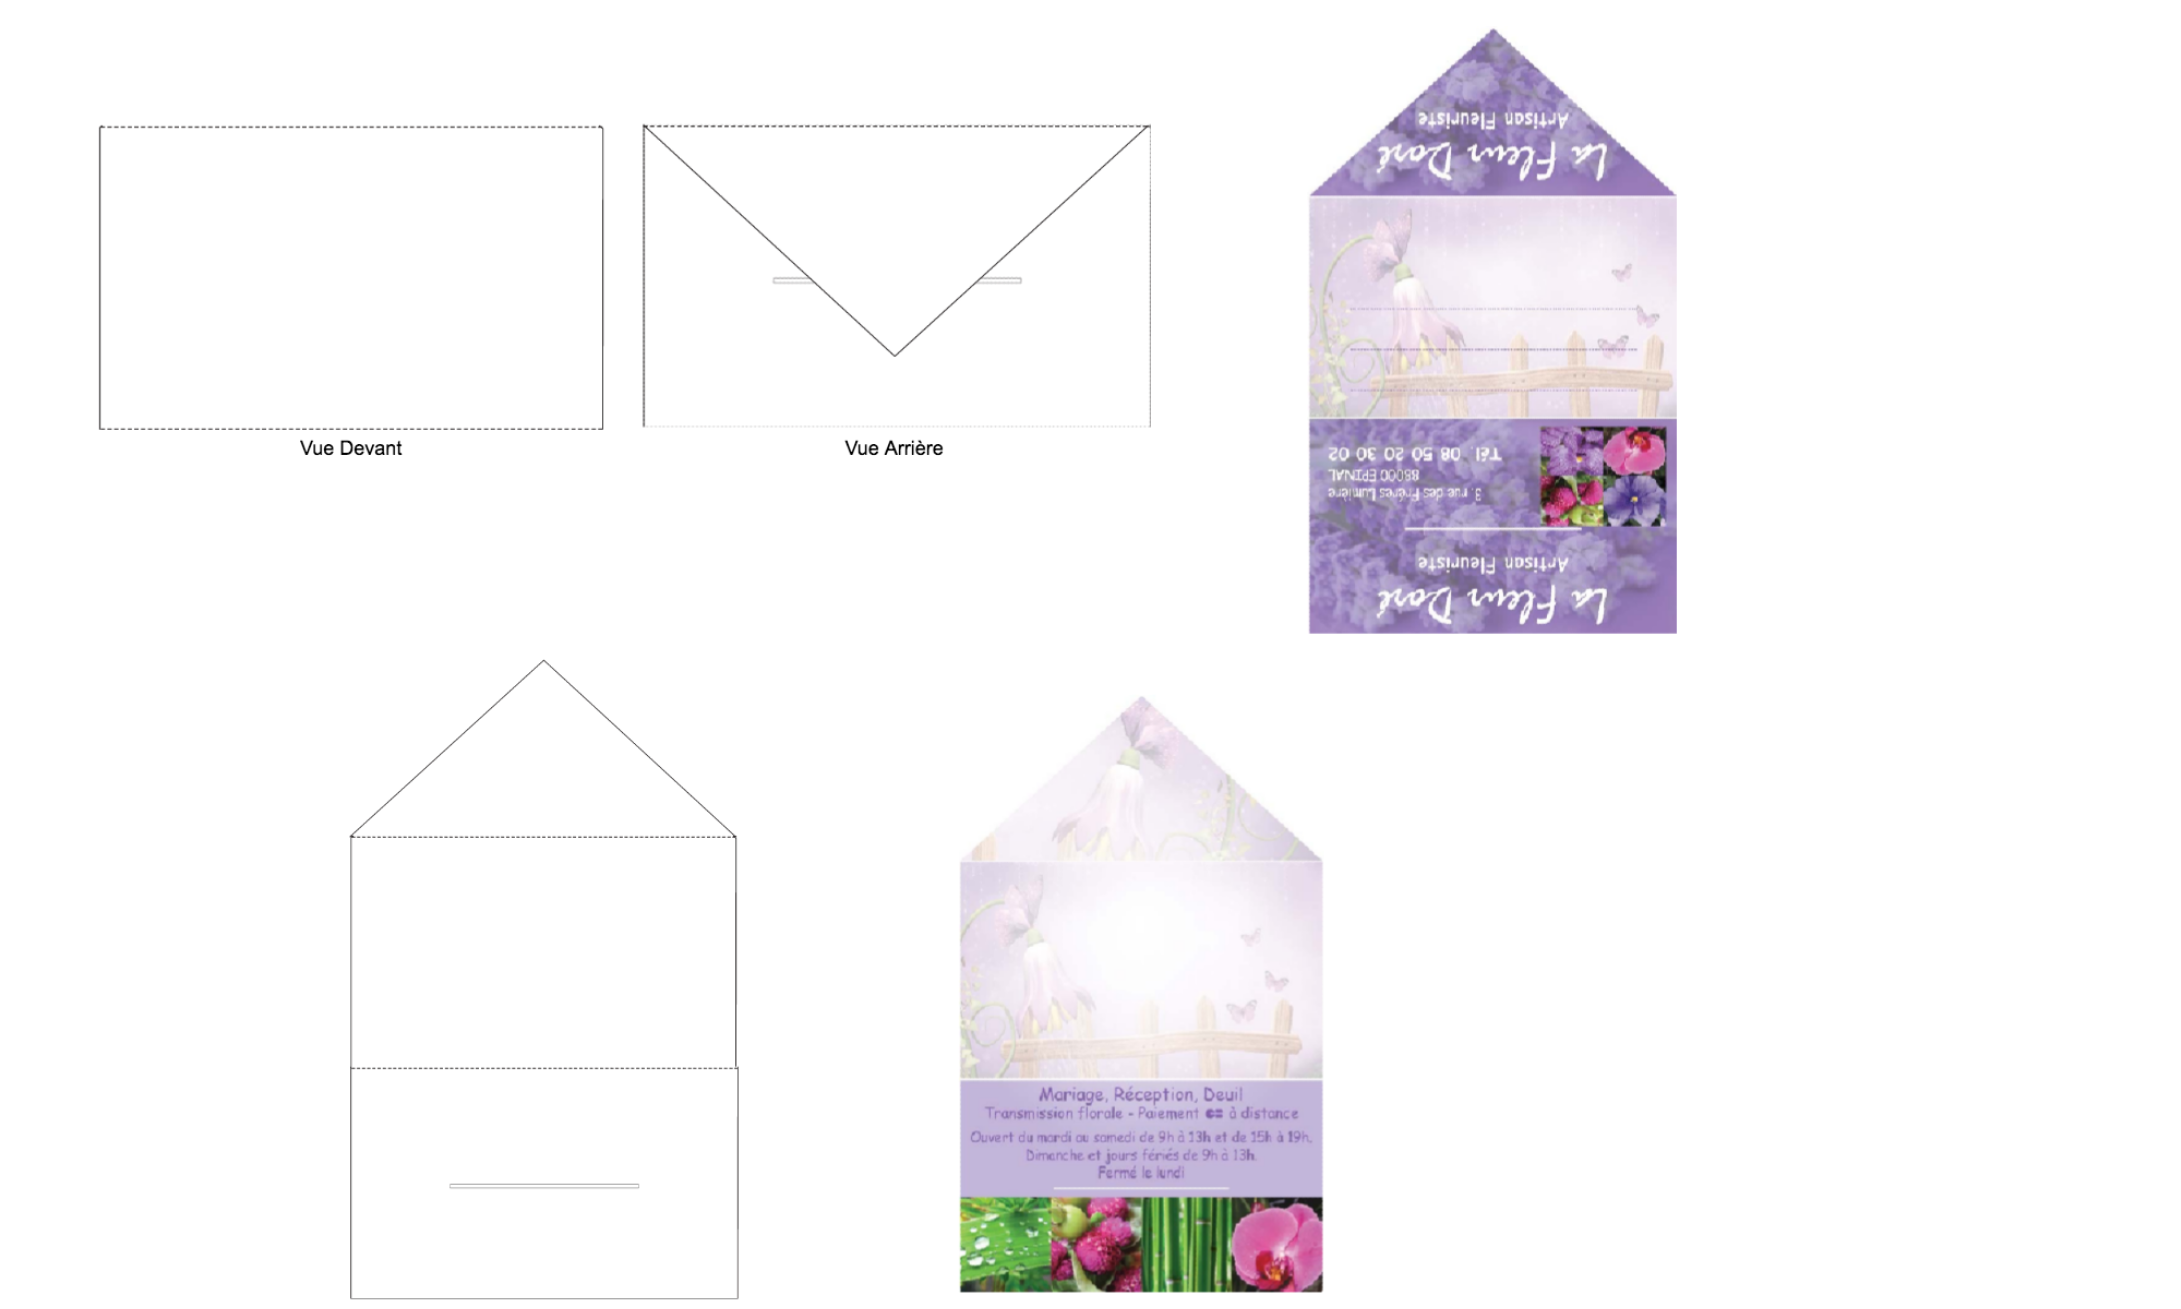 Vue Devant
Vue Arrière
Artisan Fleuriste
La Fleur Doré
Tél. 08 50 20 30 02
88000 EPINAL
3, rue des Frères Lumière
Artisan Fleuriste
La Fleur Doré
Mariage, Réception, Deuil
Transmission florale - Paiement à distance
Ouvert du mardi au samedi de 9h à 13h et de 15h à 19h,
Dimenche et jours fériés de 9h à 13h.
Fermé le lundi